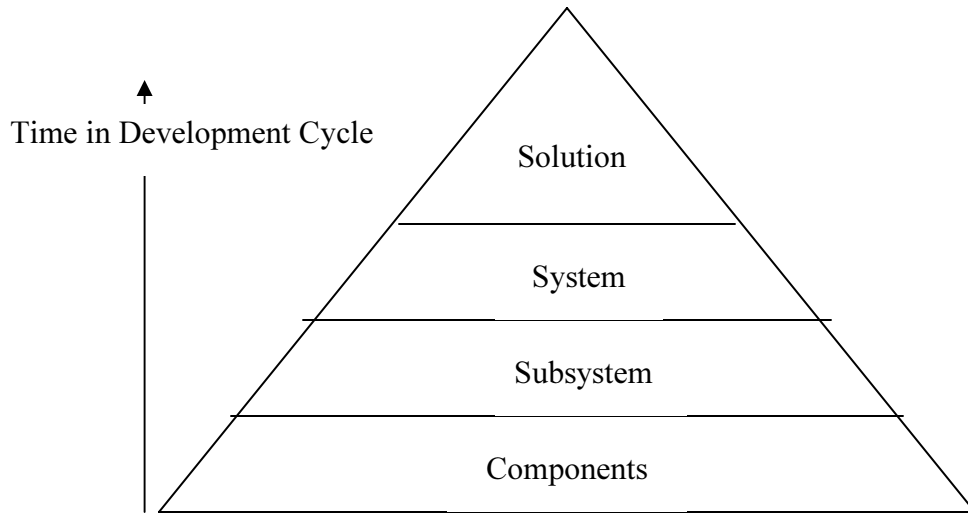 Time in Development Cycle
Solution
System
Subsystem
Components